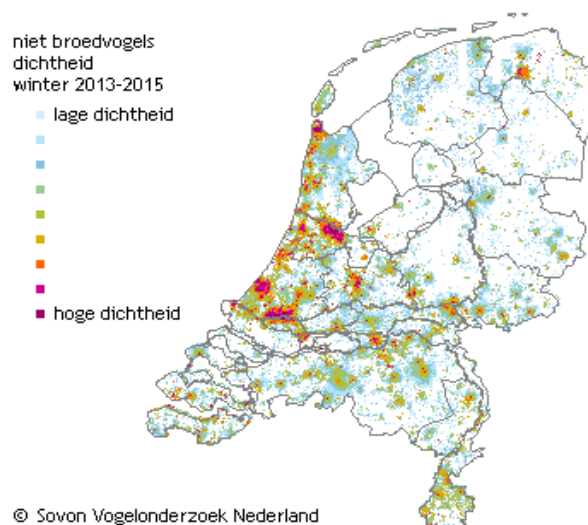 niet broedvogels
dichtheid
winter 2013-2015
lage dichtheid
hoge dichtheid
© Sovon Vogelonderzoek Nederland